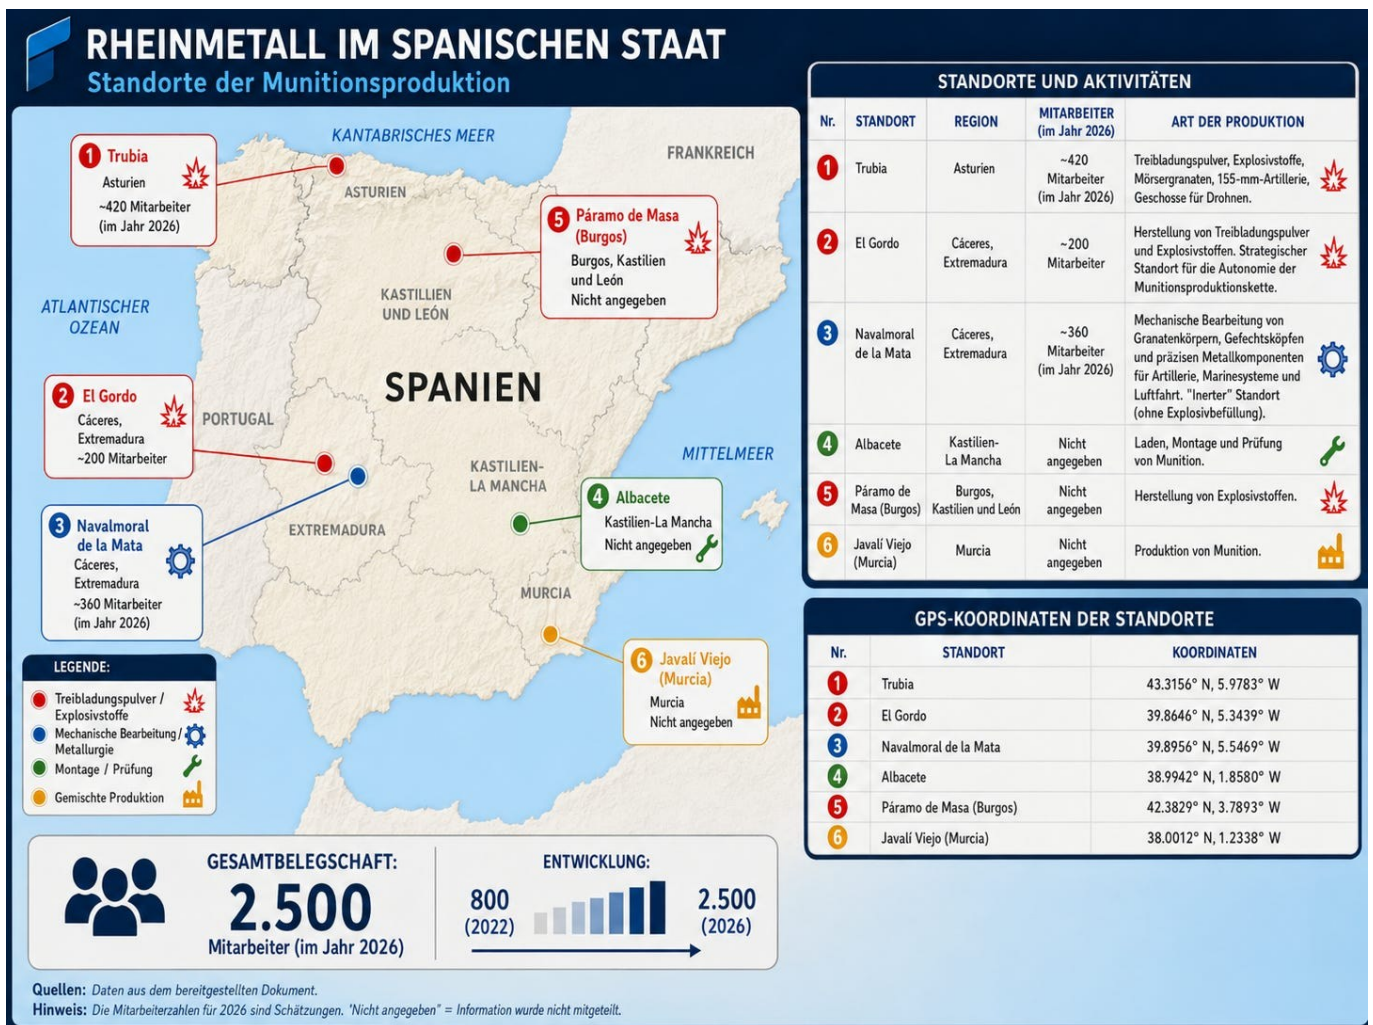 RHEINMETALL IM SPANISCHEN STAAT
Standorte der Munitionsproduktion
KANTABRISCHES MEER
FRANKREICH
ATLANTISCHER
OZEAN
PORTUGAL
MITTELMEER
SPANIEN
ASTURIEN
KASTILLIEN
UND LEÓN
KASTILIEN-
LA MANCHA
EXTREMADURA
MURCIA
1 Trubia
Asturien
~420 Mitarbeiter
(im Jahr 2026)
5 Páramo de Masa
(Burgos)
Burgos, Kastilien
und León
Nicht angegeben
2 El Gordo
Cáceres,
Extremadura
~200 Mitarbeiter
3 Navalmoral
de la Mata
Cáceres,
Extremadura
~360 Mitarbeiter
(im Jahr 2026)
4 Albacete
Kastilien-La Mancha
Nicht angegeben
6 Javalí Viejo
(Murcia)
Murcia
Nicht angegeben
LEGENDE:
Treibladungspulver /
Explosivstoffe
Mechanische Bearbeitung /
Metallurgie
Montage / Prüfung
Gemischte Produktion
GESAMTBELEGSCHAFT:
2.500
Mitarbeiter (im Jahr 2026)
ENTWICKLUNG:
800
(2022)
2.500
(2026)
Quellen: Daten aus dem bereitgestellten Dokument.
Hinweis: Die Mitarbeiterzahlen für 2026 sind Schätzungen. "Nicht angegeben" = Information wurde nicht mitgeteilt.
STANDORTE UND AKTIVITÄTEN
Nr. STANDORT REGION MITARBEITER (im Jahr 2026) ART DER PRODUKTION
1 Trubia Asturien ~420 Mitarbeiter (im Jahr 2026)
Treibladungspulver, Explosivstoffe,
Mörsergranaten, 155-mm-Artillerie,
Geschosse für Drohnen.
2 El Gordo Cáceres, Extremadura ~200 Mitarbeiter
Herstellung von Treibladungspulver
und Explosivstoffen. Strategischer
Standort für die Autonomie der
Munitionsproduktionskette.
3 Navalmoral de la Mata Cáceres, Extremadura ~360 Mitarbeiter (im Jahr 2026)
Mechanische Bearbeitung von
Granatenkörpern, Gefechtsköpfen
und präzisen Metallkomponenten
für Artillerie, Marinesysteme und
Luftfahrt. "Inerter" Standort
(ohne Explosivbefüllung).
4 Albacete Kastilien-La Mancha Nicht angegeben
Laden, Montage und Prüfung
von Munition.
5 Páramo de Masa (Burgos) Burgos, Kastilien und León Nicht angegeben
Herstellung von Explosivstoffen.
6 Javalí Viejo (Murcia) Murcia Nicht angegeben
Produktion von Munition.
GPS-KOORDINATEN DER STANDORTE
Nr. STANDORT KOORDINATEN
1 Trubia 43.3156° N, 5.9783° W
2 El Gordo 39.8646° N, 5.3439° W
3 Navalmoral de la Mata 39.8956° N, 5.5469° W
4 Albacete 38.9942° N, 1.8580° W
5 Páramo de Masa (Burgos) 42.3829° N, 3.7893° W
6 Javalí Viejo (Murcia) 38.0012° N, 1.2338° W